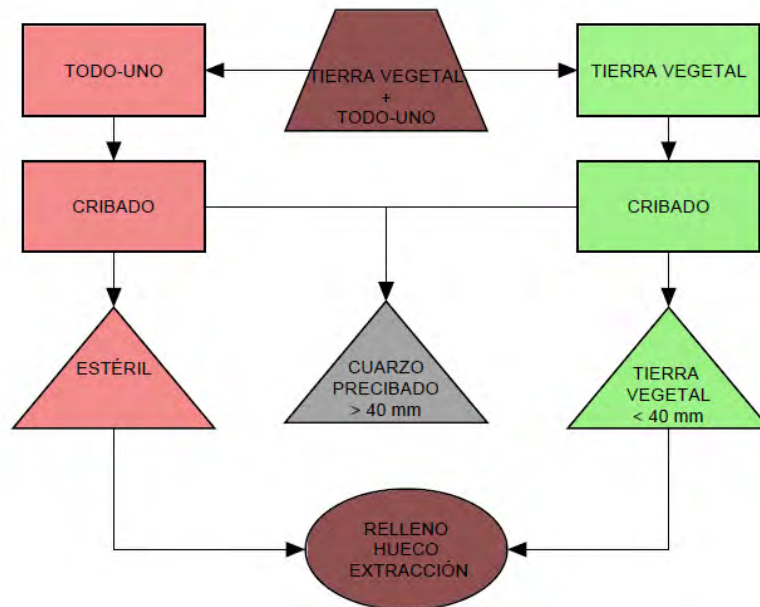 TODO-UNO
TIERRA VEGETAL
+
TODO-UNO
TIERRA VEGETAL
CRIBADO
CRIBADO
ESTÉRIL
CUARZO
PRECIBADO
> 40 mm
TIERRA
VEGETAL
< 40 mm
RELLENO
HUECO
EXTRACCIÓN